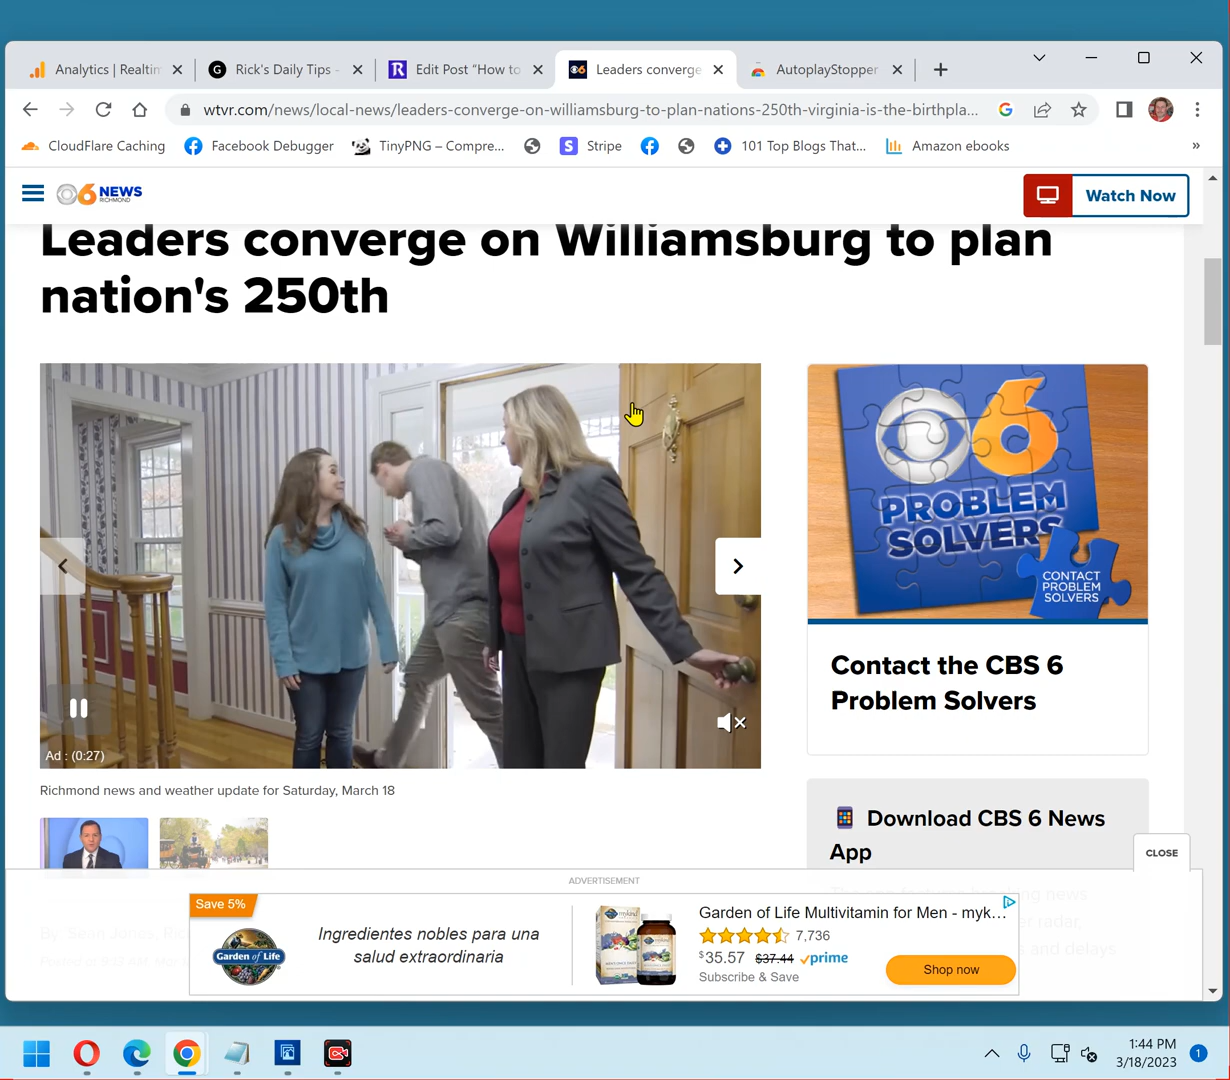 Analytics | Realtim
Rick's Daily Tips -
Edit Post "How to
Leaders converge
AutoplayStopper
wtvr.com/news/local-news/leaders-converge-on-williamsburg-to-plan-nations-250th-virginia-is-the-birthpla...
CloudFlare Caching
Facebook Debugger
TinyPNG – Compre...
Stripe
101 Top Blogs That...
Amazon ebooks
»
6 NEWS
RICHMOND
Watch Now
Leaders converge on Williamsburg to plan
nation's 250th
Ad : (0:27)
Richmond news and weather update for Saturday, March 18
6
PROBLEM
SOLVERS
CONTACT
PROBLEM
SOLVERS
Contact the CBS 6
Problem Solvers
Download CBS 6 News
App
CLOSE
ADVERTISEMENT
Save 5%
Garden of Life
Ingredientes nobles para una
salud extraordinaria
Garden of Life Multivitamin for Men - myk...
7,736
$35.57 $37.44 prime
Subscribe & Save
Shop now
1:44 PM
3/18/2023
1